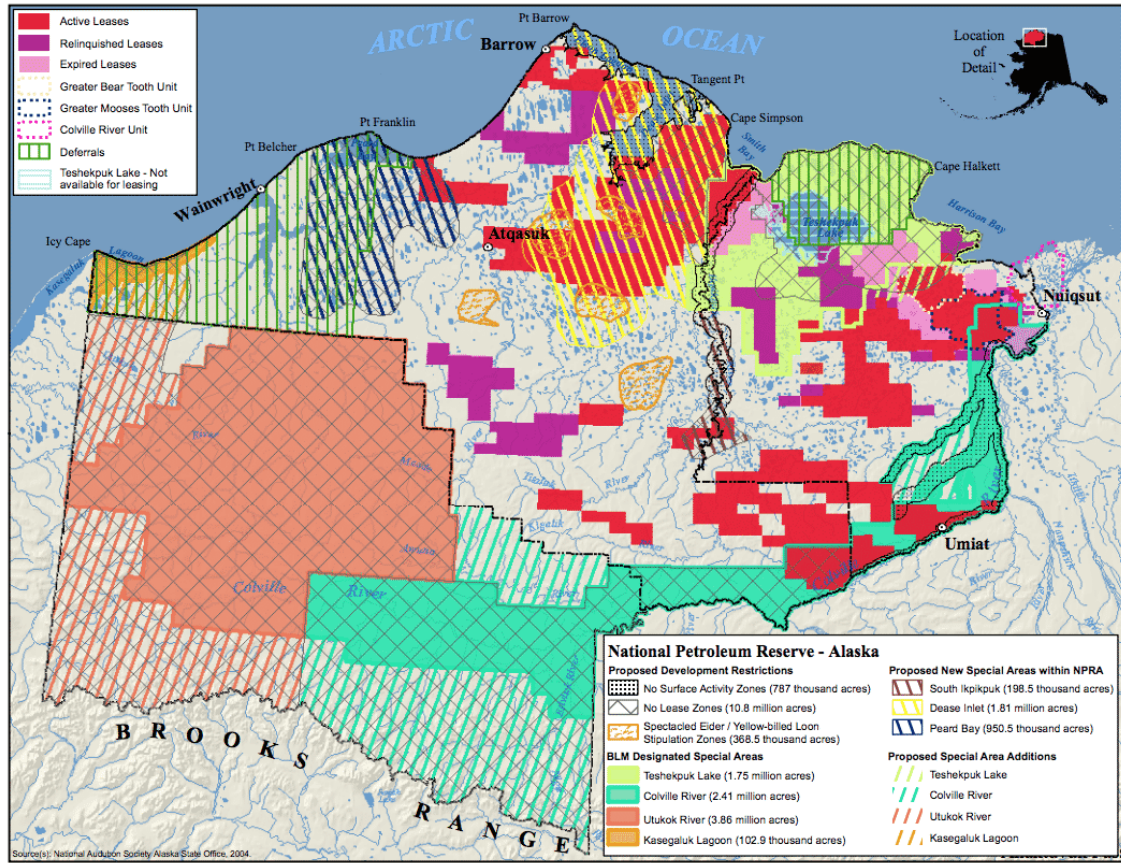 Active Leases
Relinquished Leases
Expired Leases
Greater Bear Tooth Unit
Greater Mooses Tooth Unit
Colville River Unit
Deferrals
Teshekpuk Lake - Not
available for leasing
ARCTIC OCEAN
Pt Barrow
Barrow
Location
of
Detail
Tangent Pt
Cape Simpson
Pt Franklin
Pt Belcher
Smith
Bay
Cape Halkett
Wainwright
Harrison Bay
Teshekpuk
Lake
Icy Cape
Atqasuk
Kasegaluk Lagoon
Nuiqsut
River
River
River
Umiat
Colville River
River
BROOKS
RANGE
National Petroleum Reserve - Alaska
Proposed Development Restrictions
No Surface Activity Zones (787 thousand acres)
No Lease Zones (10.8 million acres)
Spectacled Eider / Yellow-billed Loon
Stipulation Zones (368.5 thousand acres)
BLM Designated Special Areas
Teshekpuk Lake (1.75 million acres)
Colville River (2.41 million acres)
Utukok River (3.86 million acres)
Kasegaluk Lagoon (102.9 thousand acres)
Proposed New Special Areas within NPRA
South Ikpikpuk (198.5 thousand acres)
Dease Inlet (1.81 million acres)
Peard Bay (950.5 thousand acres)
Proposed Special Area Additions
Teshekpuk Lake
Colville River
Utukok River
Kasegaluk Lagoon
Source(s): National Audubon Society Alaska State Office, 2004.